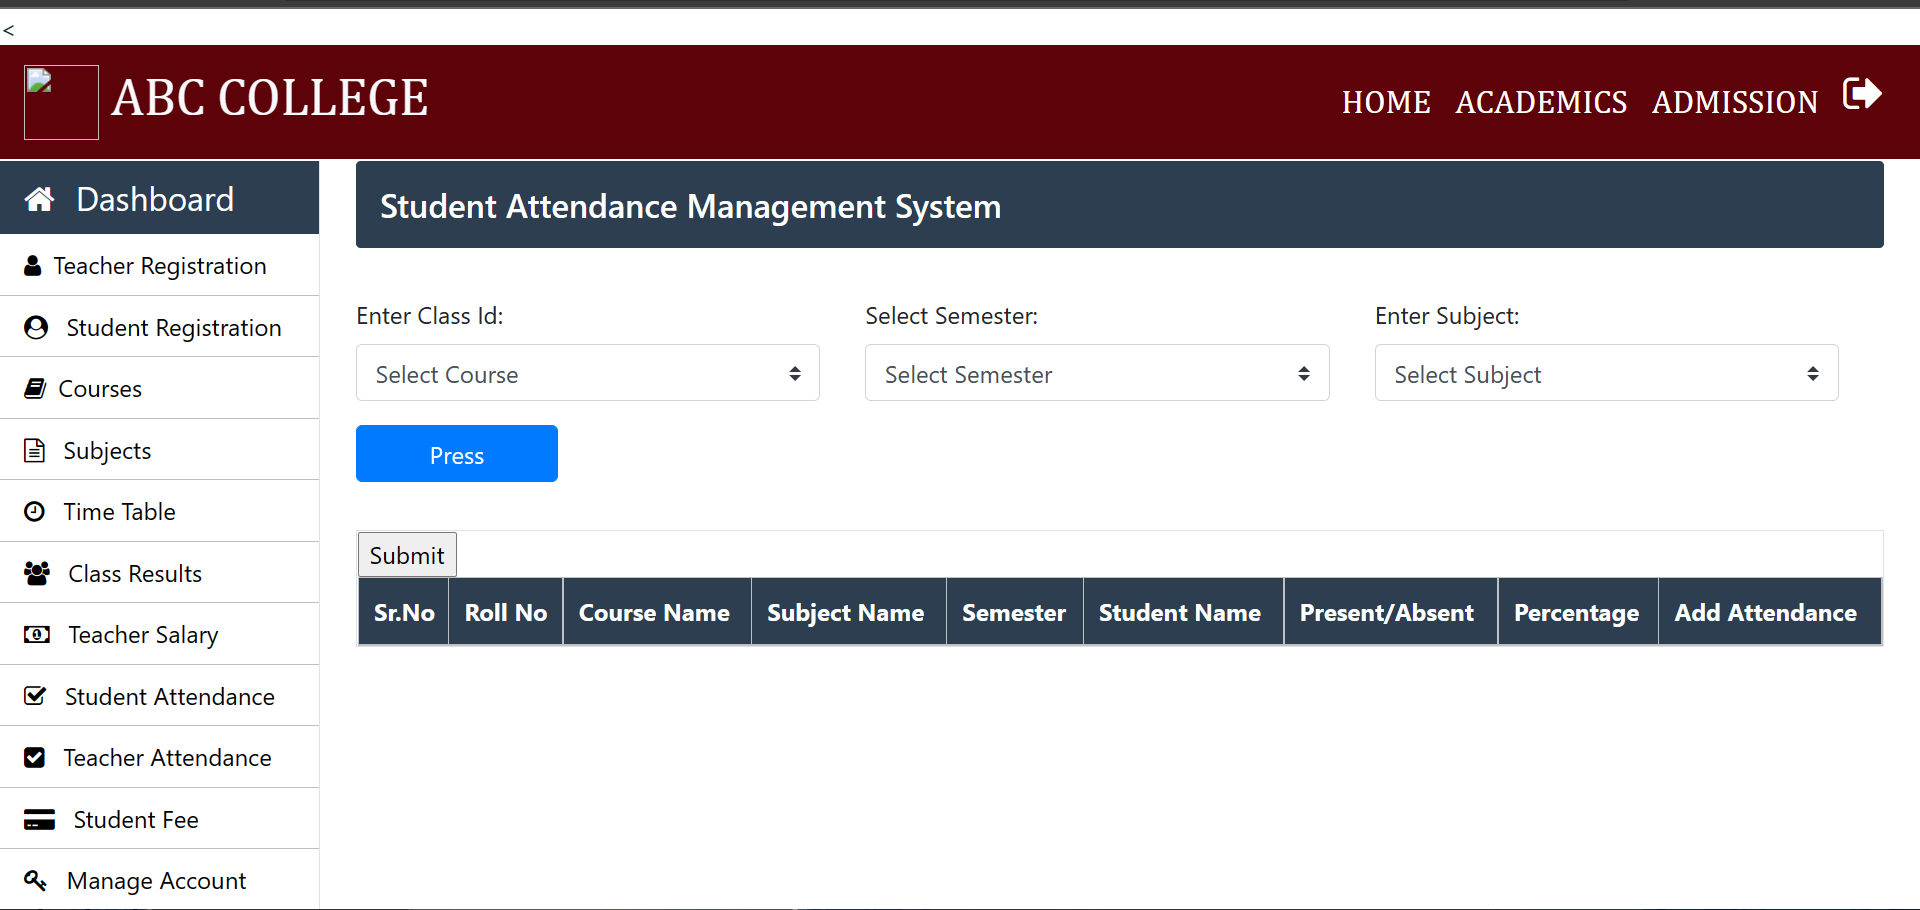 <
ABC COLLEGE
HOME ACADEMICS ADMISSION
Dashboard
Teacher Registration
Student Registration
Courses
Subjects
Time Table
Class Results
Teacher Salary
Student Attendance
Teacher Attendance
Student Fee
Manage Account
Student Attendance Management System
Enter Class Id: Select Semester: Enter Subject:
Select Course Select Semester Select Subject
Press
Submit
Sr.No Roll No Course Name Subject Name Semester Student Name Present/Absent Percentage Add Attendance